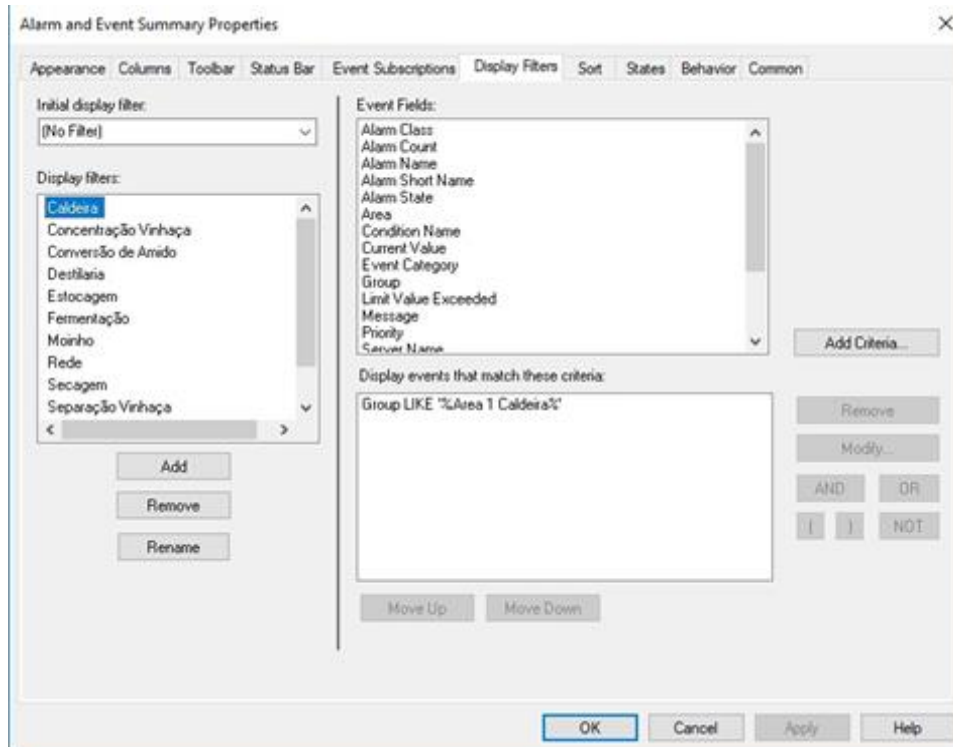 Alarm and Event Summary Properties
Appearance Columns Toolbar Status Bar Event Subscriptions Display Filters Sort States Behavior Common
Initial display filter:
(No Filter)
Display filters:
Caldeira
Concentração Vinhaça
Conversão de Amido
Destilaria
Estocagem
Fermentação
Moinho
Rede
Secagem
Separação Vinhaça
Add
Remove
Rename
Event Fields:
Alarm Class
Alarm Count
Alarm Name
Alarm Short Name
Alarm State
Area
Condition Name
Current Value
Event Category
Group
Limit Value Exceeded
Message
Priority
Server Name
Add Criteria...
Display events that match these criteria:
Group LIKE '%Area 1 Caldeira%'
Remove
Modify...
AND OR
( ) NOT
Move Up Move Down
OK Cancel Apply Help